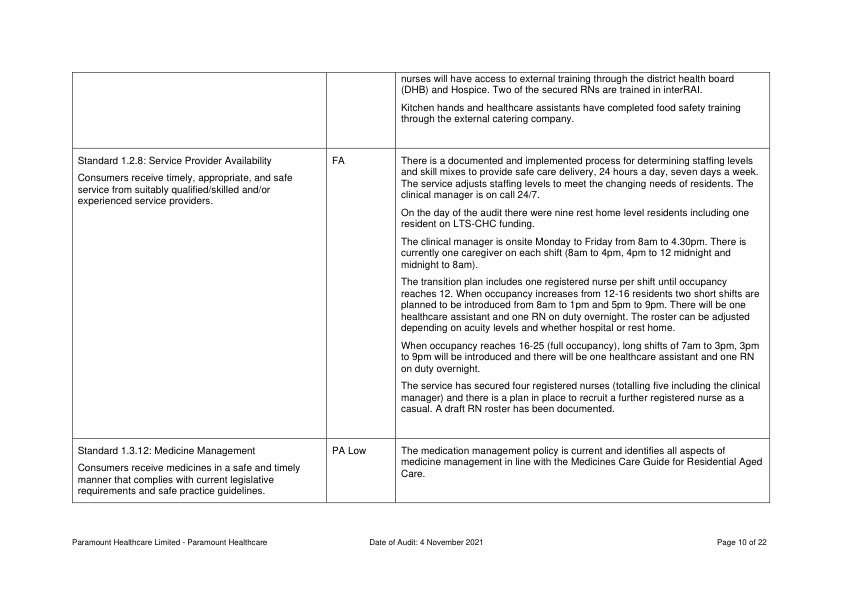 nurses will have access to external training through the district health board
(DHB) and Hospice. Two of the secured RNs are trained in interRAI.
Kitchen hands and healthcare assistants have completed food safety training
through the external catering company.
Standard 1.2.8: Service Provider Availability
Consumers receive timely, appropriate, and safe
service from suitably qualified/skilled and/or
experienced service providers.
FA
There is a documented and implemented process for determining staffing levels
and skill mixes to provide safe care delivery, 24 hours a day, seven days a week.
The service adjusts staffing levels to meet the changing needs of residents. The
clinical manager is on call 24/7.
On the day of the audit there were nine rest home level residents including one
resident on LTS-CHC funding.
The clinical manager is onsite Monday to Friday from 8am to 4.30pm. There is
currently one caregiver on each shift (8am to 4pm, 4pm to 12 midnight and
midnight to 8am).
The transition plan includes one registered nurse per shift until occupancy
reaches 12. When occupancy increases from 12-16 residents two short shifts are
planned to be introduced from 8am to 1pm and 5pm to 9pm. There will be one
healthcare assistant and one RN on duty overnight. The roster can be adjusted
depending on acuity levels and whether hospital or rest home.
When occupancy reaches 16-25 (full occupancy), long shifts of 7am to 3pm, 3pm
to 9pm will be introduced and there will be one healthcare assistant and one RN
on duty overnight.
The service has secured four registered nurses (totalling five including the clinical
manager) and there is a plan in place to recruit a further registered nurse as a
casual. A draft RN roster has been documented.
Standard 1.3.12: Medicine Management
Consumers receive medicines in a safe and timely
manner that complies with current legislative
requirements and safe practice guidelines.
PA Low
The medication management policy is current and identifies all aspects of
medicine management in line with the Medicines Care Guide for Residential Aged
Care.
Paramount Healthcare Limited - Paramount Healthcare
Date of Audit: 4 November 2021
Page 10 of 22